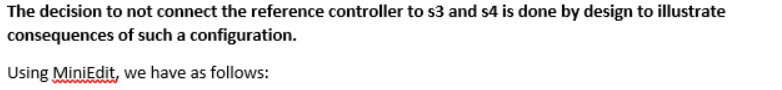 The decision to not connect the reference controller to s3 and s4 is done by design to illustrate
consequences of such a configuration.
Using MiniEdit, we have as follows: